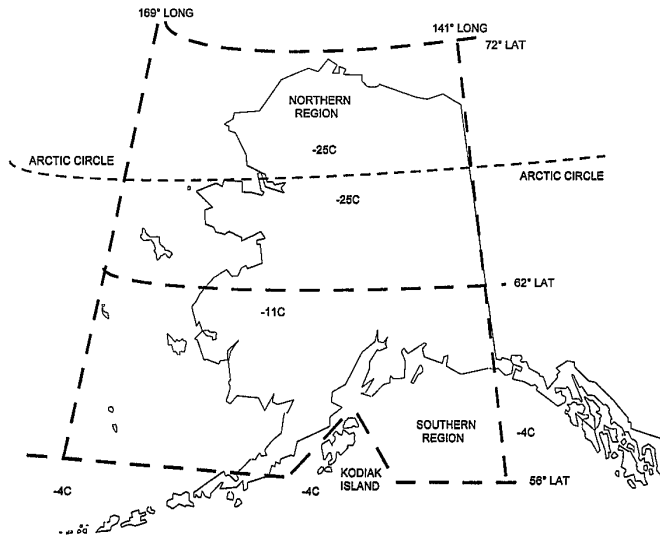 169° LONG
141° LONG
72° LAT
NORTHERN
REGION
-25C
ARCTIC CIRCLE
ARCTIC CIRCLE
-25C
62° LAT
-11C
SOUTHERN
REGION
-4C
KODIAK
ISLAND
-4C
-4C
56° LAT